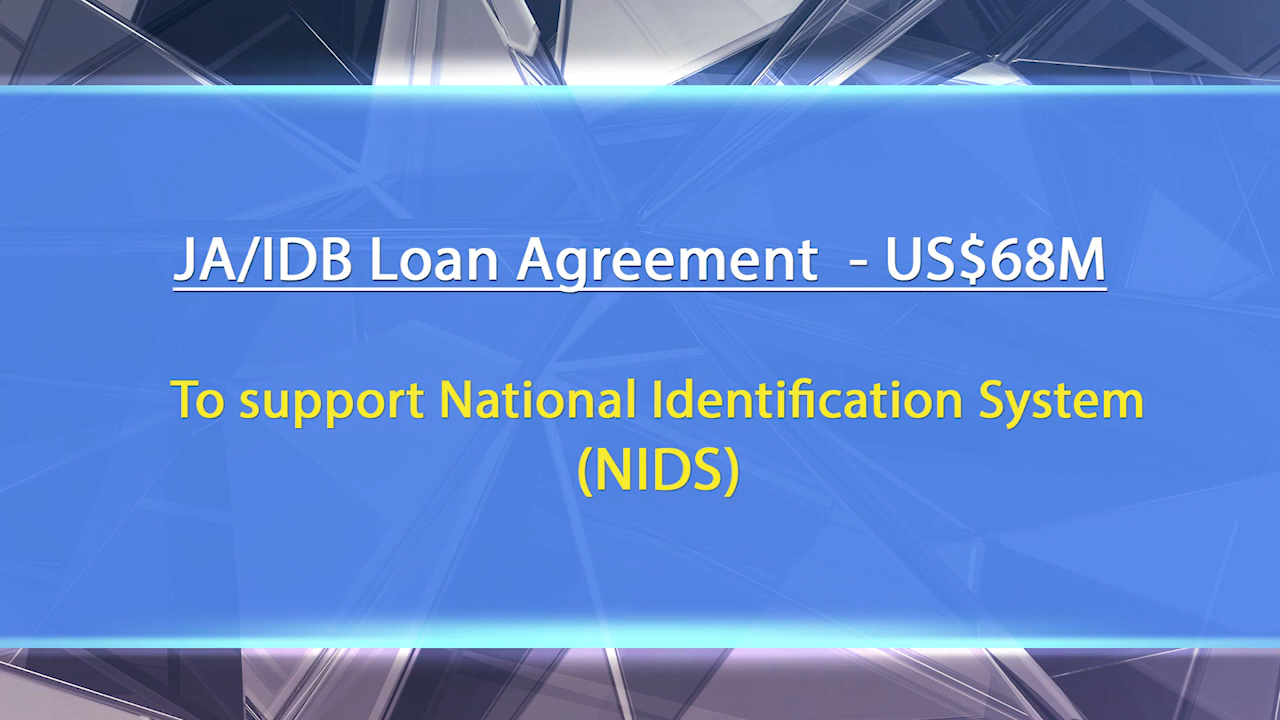 JA/IDB Loan Agreement - US$68M
To support National Identification System
(NIDS)